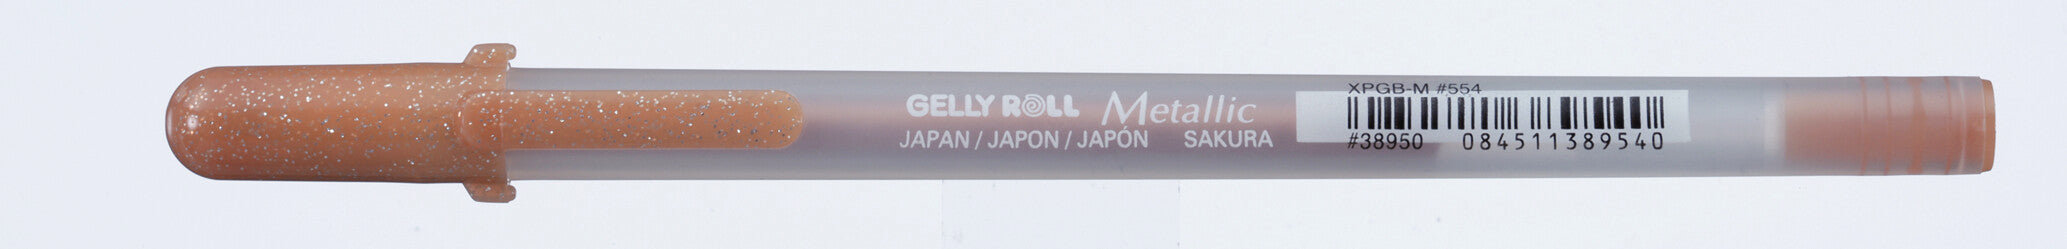 GELLY ROLL Metallic
JAPAN / JAPON / JAPÓN SAKURA
XPGB-M #554
#38950 084511389540